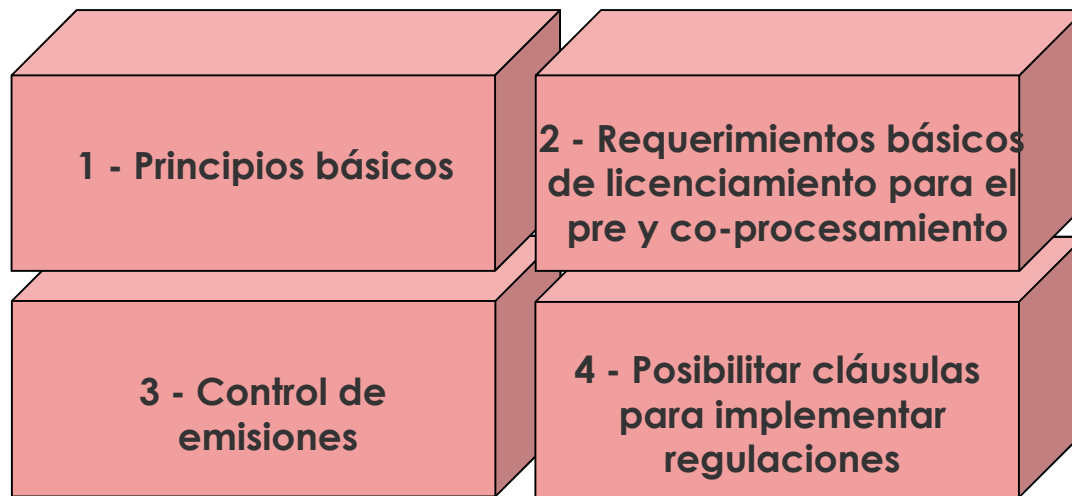 1 - Principios básicos
2 - Requerimientos básicos
de licenciamiento para el
pre y co-procesamiento
3 - Control de
emisiones
4 - Posibilitar cláusulas
para implementar
regulaciones